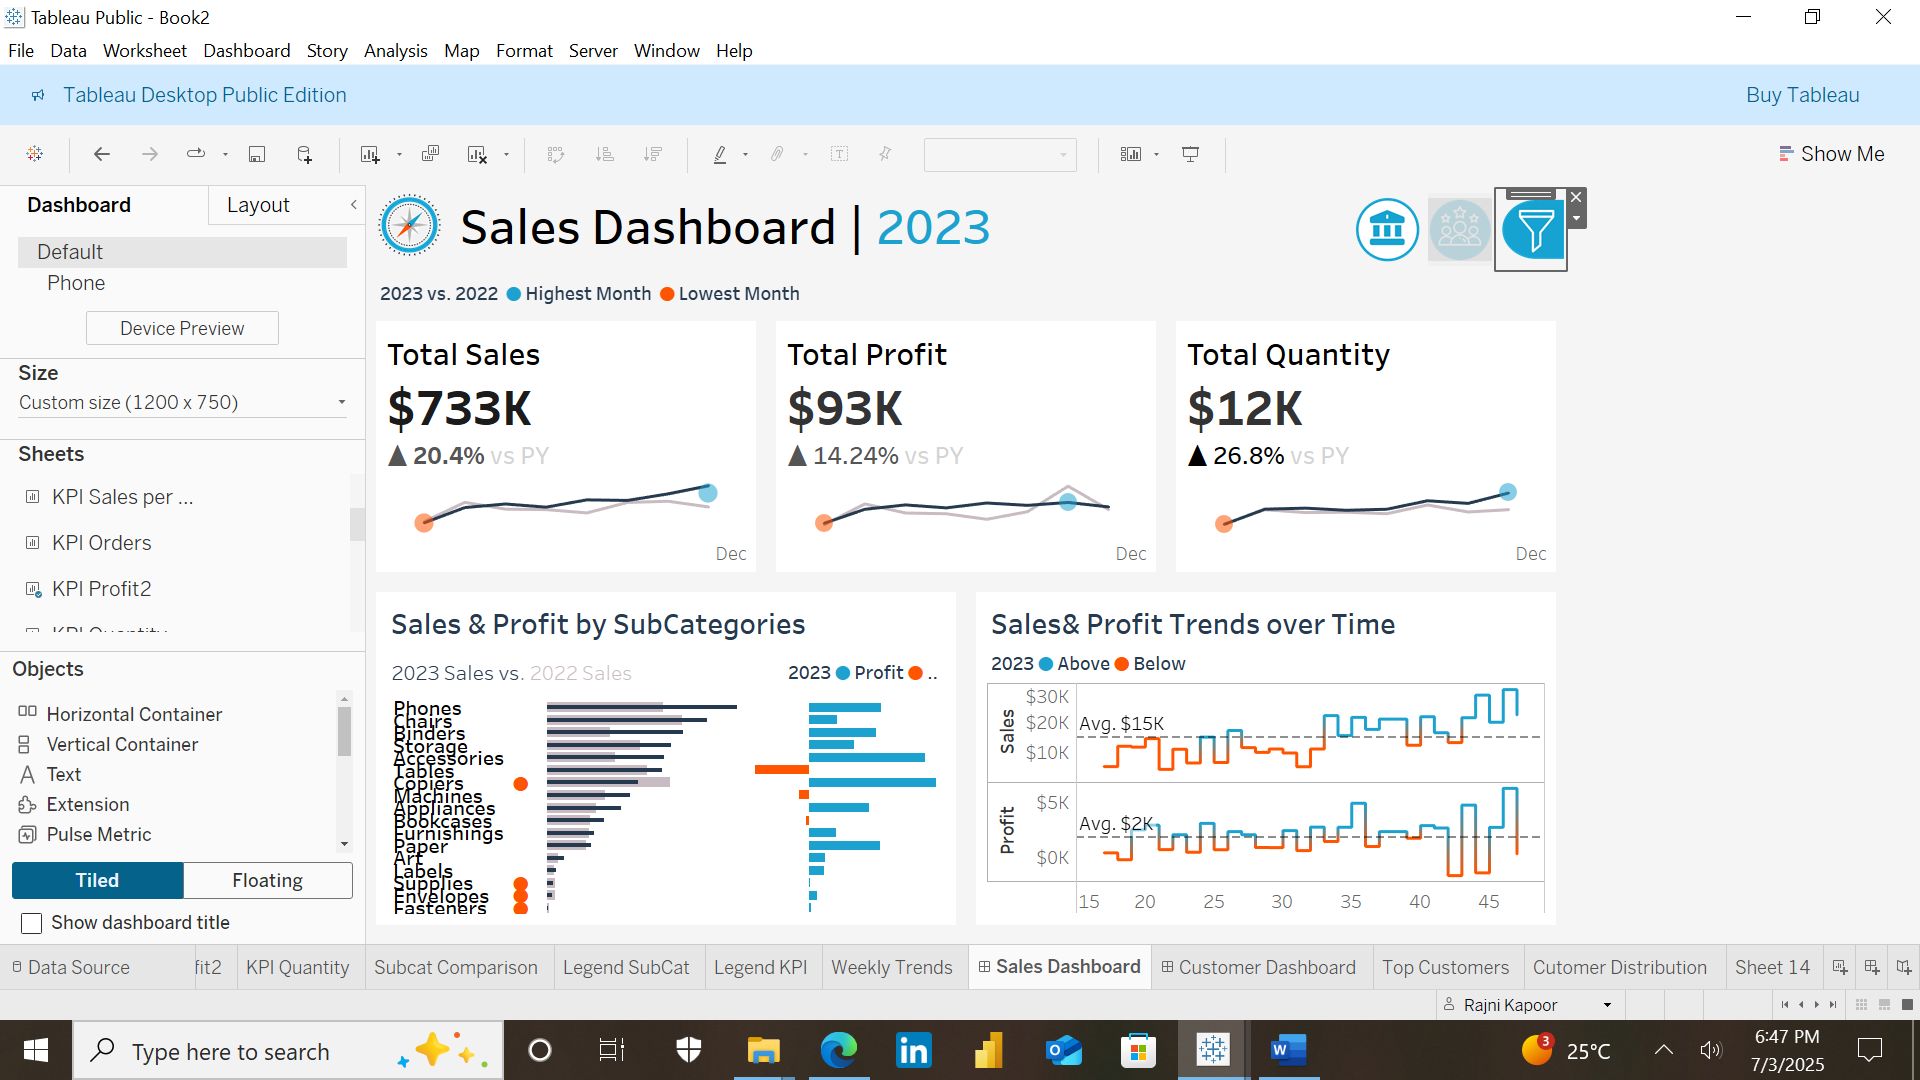 Tableau Public - Book2
File Data Worksheet Dashboard Story Analysis Map Format Server Window Help
Tableau Desktop Public Edition
Buy Tableau
Show Me
Dashboard
Layout
Default
Phone
Device Preview
Size
Custom size (1200 x 750)
Sheets
KPI Sales per ...
KPI Orders
KPI Profit2
Objects
Horizontal Container
Vertical Container
Text
Extension
Pulse Metric
Tiled
Floating
Show dashboard title
Sales Dashboard | 2023
2023 vs. 2022 Highest Month Lowest Month
Total Sales
$733K
▲ 20.4% vs PY
Dec
Total Profit
$93K
▲ 14.24% vs PY
Dec
Total Quantity
$12K
▲ 26.8% vs PY
Dec
Sales & Profit by SubCategories
2023 Sales vs. 2022 Sales
2023 Profit ..
Phones
Chairs
Binders
Storage
Accessories
Tables
Copiers
Machines
Appliances
Bookcases
Furnishings
Paper
Art
Labels
Supplies
Envelopes
Fasteners
Sales& Profit Trends over Time
2023 Above Below
Sales
$30K
$20K
$10K
Avg. $15K
Profit
$5K
$0K
Avg. $2K
15 20 25 30 35 40 45
Data Source
fit2
KPI Quantity
Subcat Comparison
Legend SubCat
Legend KPI
Weekly Trends
Sales Dashboard
Customer Dashboard
Top Customers
Cutomer Distribution
Sheet 14
Rajni Kapoor
Type here to search
3
25°C
6:47 PM
7/3/2025